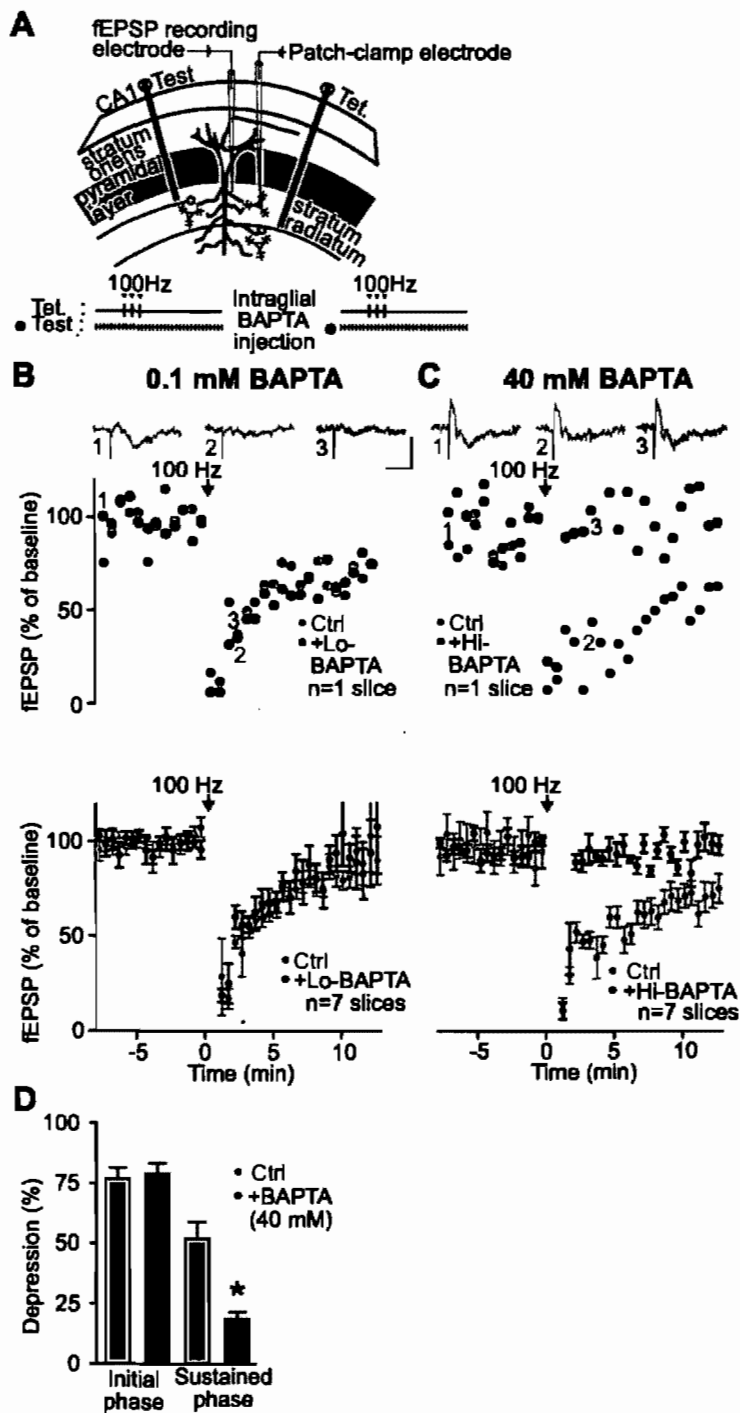 A
fEPSP recording
electrode
Patch-clamp electrode
CA1
Test
Tet.
stratum
oriens
pyramidal
layer
stratum
radiatum
100Hz
100Hz
Tet.
Test
Intraglial
BAPTA
injection
B
0.1 mM BAPTA
C
40 mM BAPTA
1
2
3
1
2
3
100 Hz
100 Hz
fEPSP (% of baseline)
100
50
0
1
3
2
Ctrl
+Lo-
BAPTA
n=1 slice
1
3
2
Ctrl
+Hi-
BAPTA
n=1 slice
100 Hz
100 Hz
fEPSP (% of baseline)
100
50
0
Ctrl
+Lo-BAPTA
n=7 slices
Ctrl
+Hi-BAPTA
n=7 slices
-5
0
5
10
Time (min)
-5
0
5
10
Time (min)
D
Depression (%)
100
75
50
25
0
Ctrl
+BAPTA
(40 mM)
*
Initial
phase
Sustained
phase